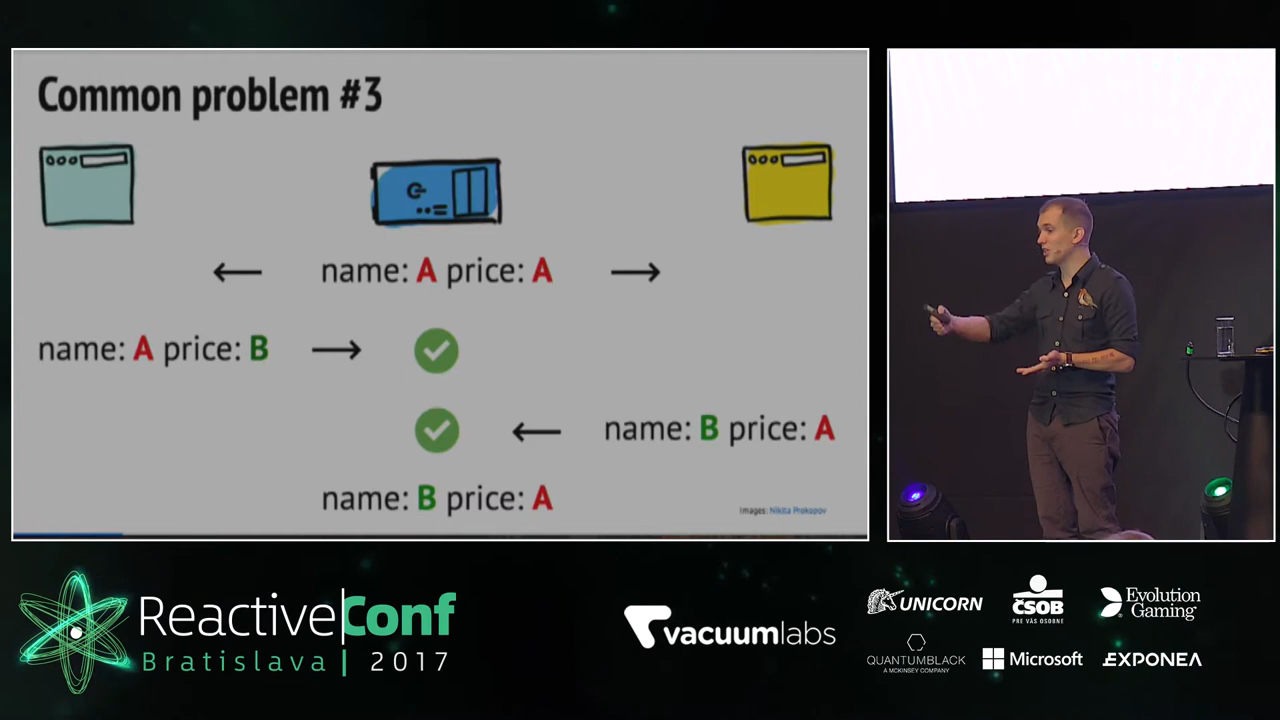 Common problem #3
← name: A price: A →
name: A price: B →
← name: B price: A
name: B price: A
Images: Nikita Prokopov
ReactiveConf
Bratislava | 2017
vacuumlabs
UNICORN
ČSOB
PRE VÁS OSOBNE
Evolution
Gaming
QUANTUMBLACK
A MCKINSEY COMPANY
Microsoft
EXPONEA